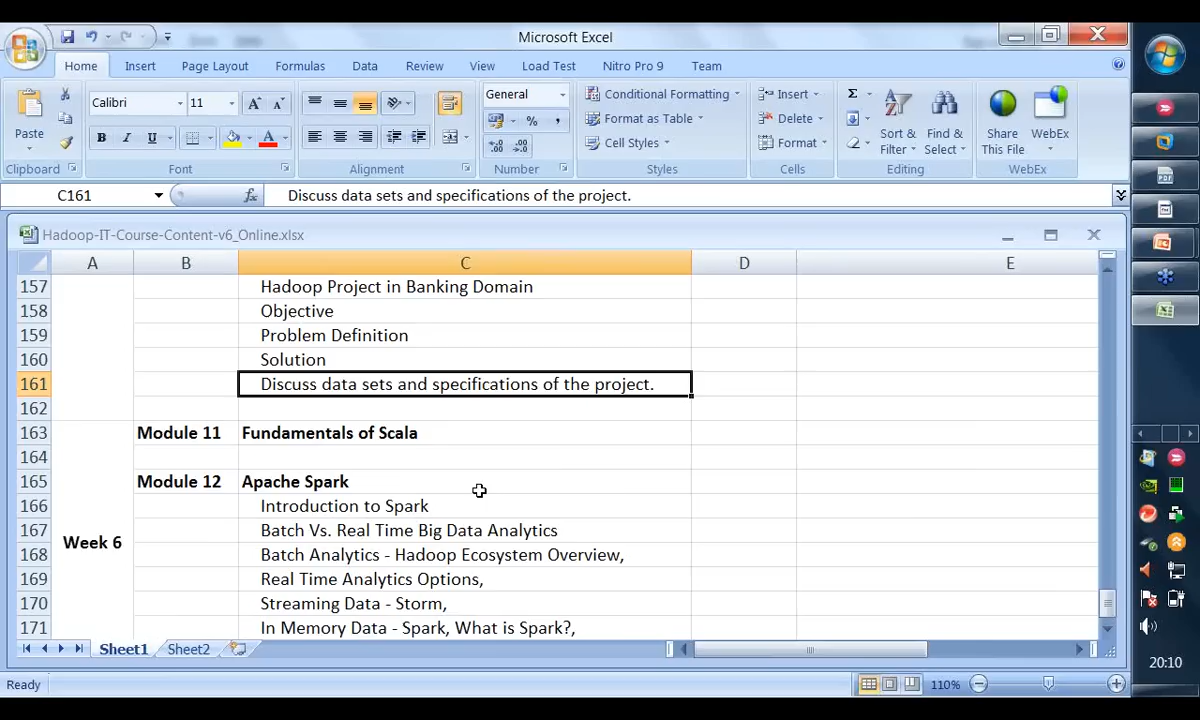 Microsoft Excel
Home Insert Page Layout Formulas Data Review View Load Test Nitro Pro 9 Team
Calibri 11 General Conditional Formatting Insert Σ
Paste Format as Table Delete Sort & Filter Find & Select Share This File WebEx
B I U A % , Cell Styles Format
Clipboard Font Alignment Number Styles Cells Editing WebEx
C161 fx Discuss data sets and specifications of the project.
Hadoop-IT-Course-Content-v6_Online.xlsx
A B C D E
157 Hadoop Project in Banking Domain
158 Objective
159 Problem Definition
160 Solution
161 Discuss data sets and specifications of the project.
162
163 Module 11 Fundamentals of Scala
164
165 Module 12 Apache Spark
166 Introduction to Spark
167 Batch Vs. Real Time Big Data Analytics
Week 6
168 Batch Analytics - Hadoop Ecosystem Overview,
169 Real Time Analytics Options,
170 Streaming Data - Storm,
171 In Memory Data - Spark, What is Spark?,
Sheet1 Sheet2
Ready 110%
20:10